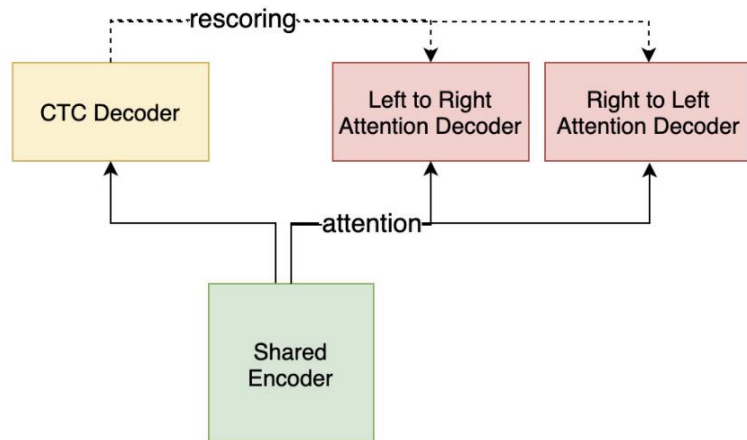 rescoring
CTC Decoder
Left to Right
Attention Decoder
Right to Left
Attention Decoder
attention
Shared
Encoder